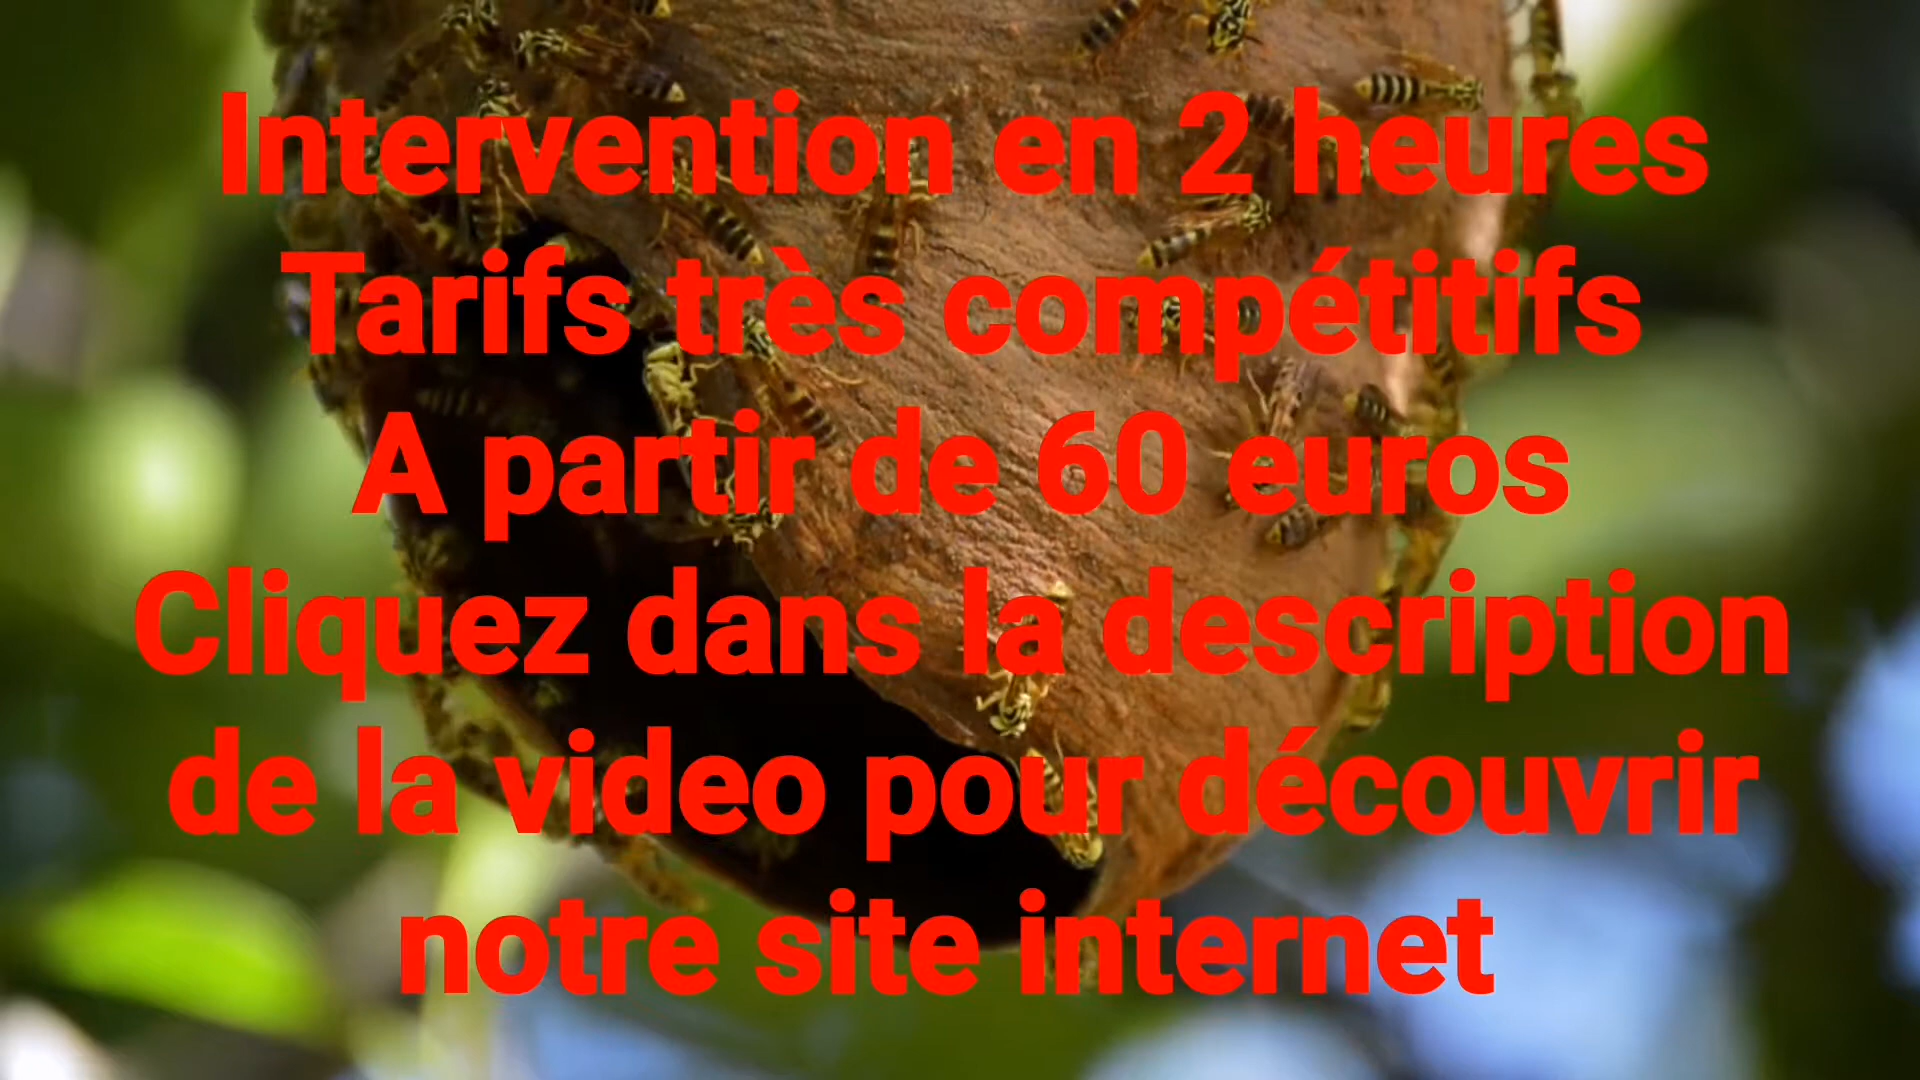 Intervention en 2 heures
Tarifs très compétitifs
A partir de 60 euros
Cliquez dans la description
de la video pour découvrir
notre site internet